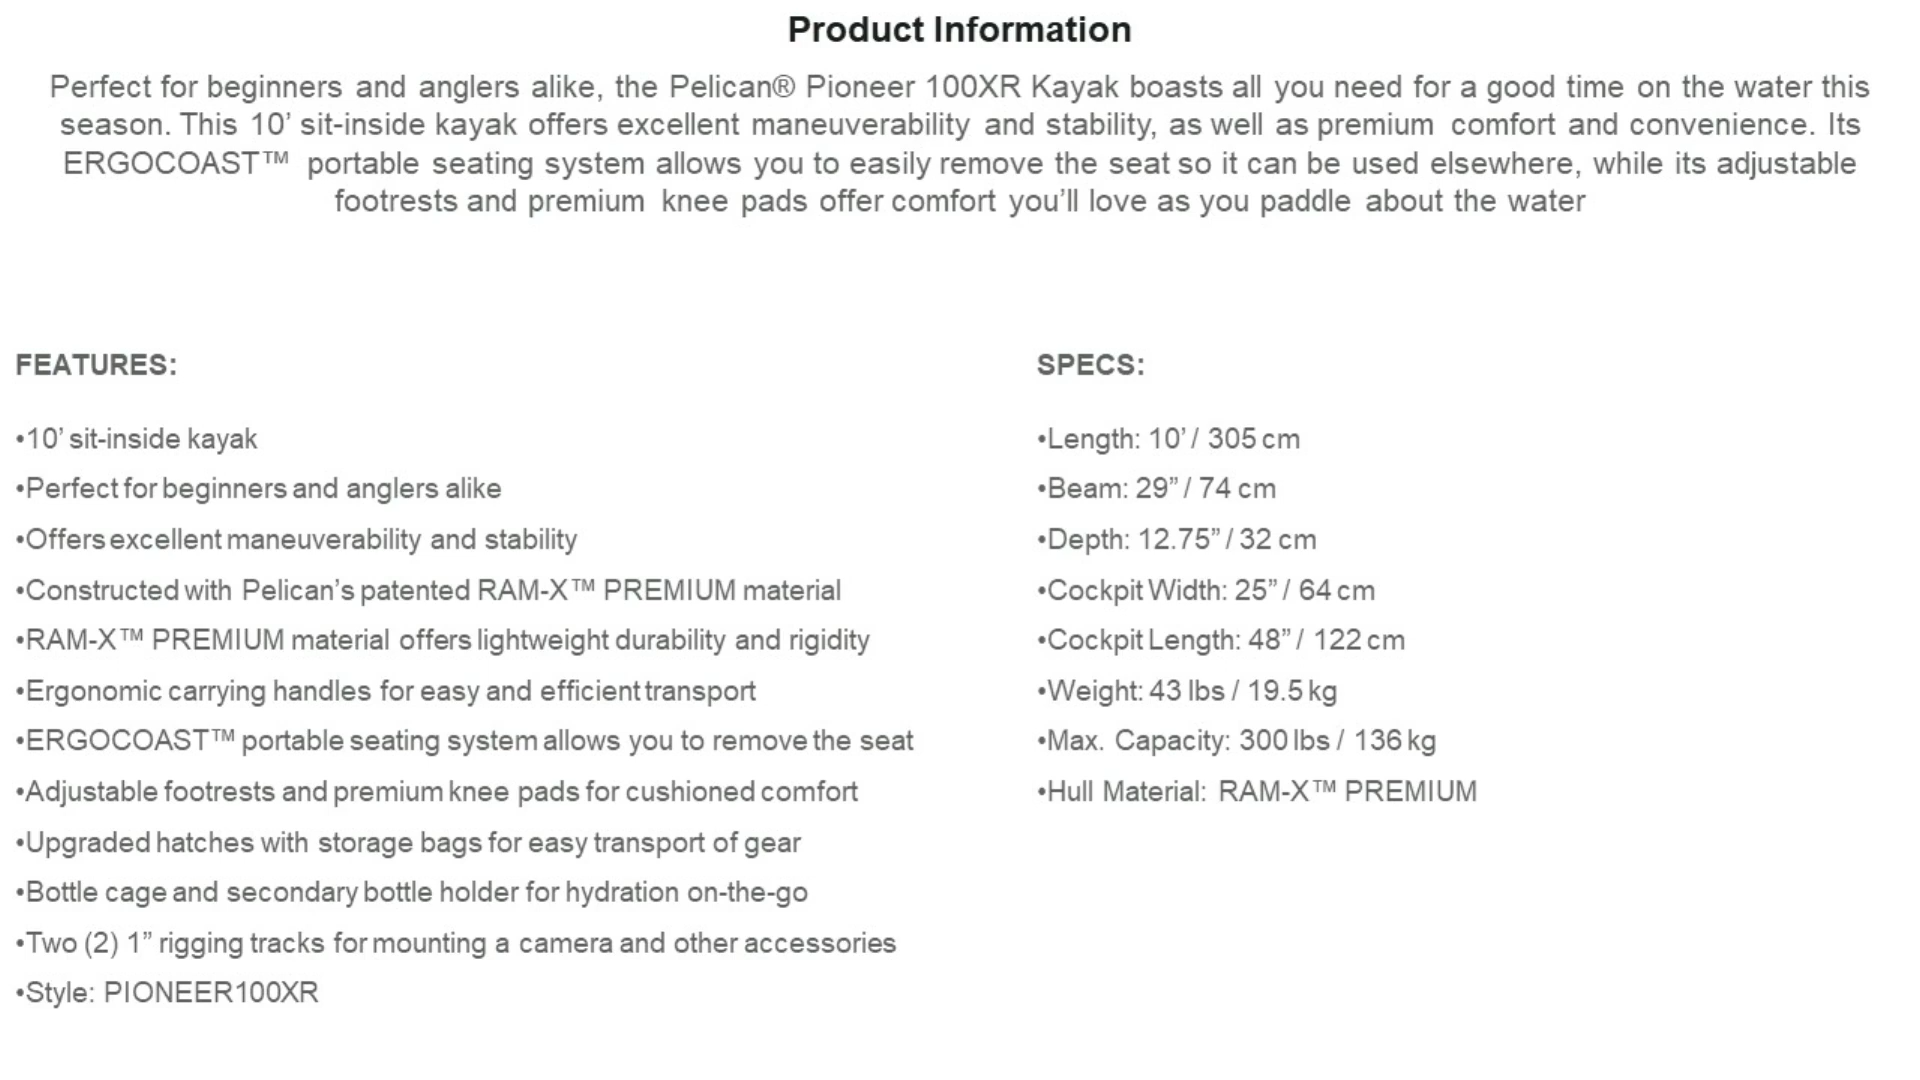 Product Information
Perfect for beginners and anglers alike, the Pelican® Pioneer 100XR Kayak boasts all you need for a good time on the water this
season. This 10’ sit-inside kayak offers excellent maneuverability and stability, as well as premium comfort and convenience. Its
ERGOCOAST™ portable seating system allows you to easily remove the seat so it can be used elsewhere, while its adjustable
footrests and premium knee pads offer comfort you’ll love as you paddle about the water
FEATURES:
•10’ sit-inside kayak
•Perfect for beginners and anglers alike
•Offers excellent maneuverability and stability
•Constructed with Pelican’s patented RAM-X™ PREMIUM material
•RAM-X™ PREMIUM material offers lightweight durability and rigidity
•Ergonomic carrying handles for easy and efficient transport
•ERGOCOAST™ portable seating system allows you to remove the seat
•Adjustable footrests and premium knee pads for cushioned comfort
•Upgraded hatches with storage bags for easy transport of gear
•Bottle cage and secondary bottle holder for hydration on-the-go
•Two (2) 1” rigging tracks for mounting a camera and other accessories
•Style: PIONEER100XR
SPECS:
•Length: 10’ / 305 cm
•Beam: 29” / 74 cm
•Depth: 12.75” / 32 cm
•Cockpit Width: 25” / 64 cm
•Cockpit Length: 48” / 122 cm
•Weight: 43 lbs / 19.5 kg
•Max. Capacity: 300 lbs / 136 kg
•Hull Material: RAM-X™ PREMIUM